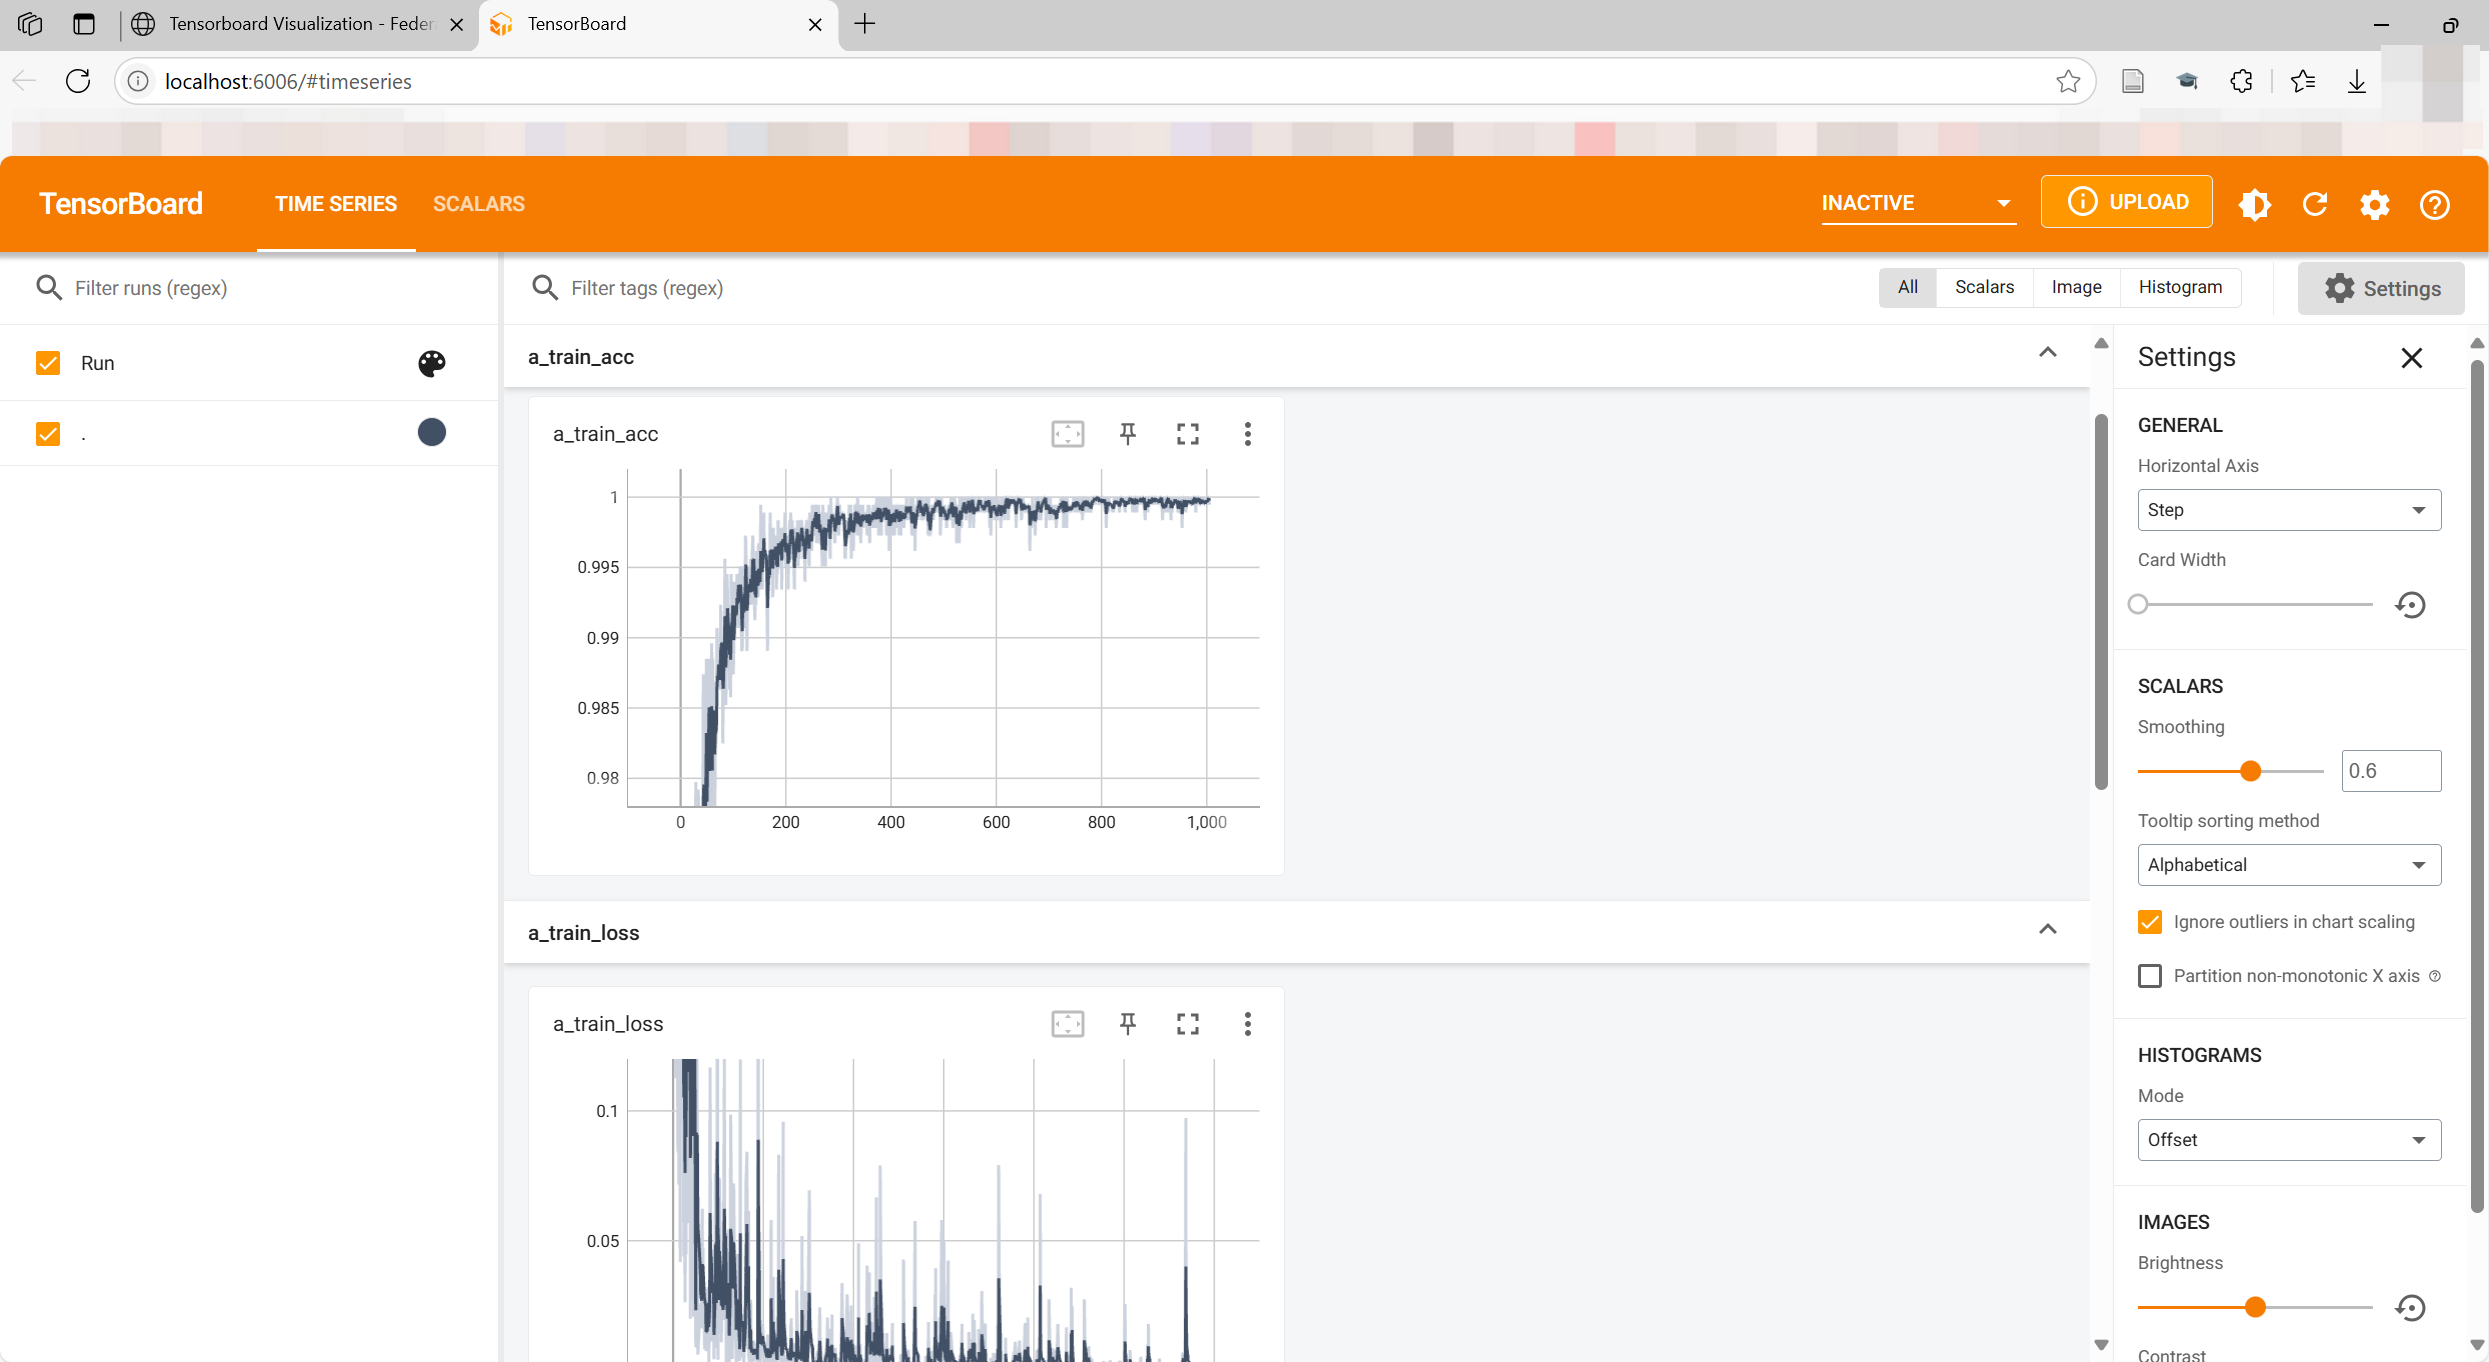 Tensorboard Visualization - Feder
TensorBoard
localhost:6006/#timeseries
TensorBoard
TIME SERIES
SCALARS
INACTIVE
UPLOAD
Filter runs (regex)
Filter tags (regex)
All
Scalars
Image
Histogram
Settings
Run
.
a_train_acc
a_train_acc
1
0.995
0.99
0.985
0.98
0
200
400
600
800
1,000
a_train_loss
a_train_loss
0.1
0.05
Settings
GENERAL
Horizontal Axis
Step
Card Width
SCALARS
Smoothing
0.6
Tooltip sorting method
Alphabetical
Ignore outliers in chart scaling
Partition non-monotonic X axis
HISTOGRAMS
Mode
Offset
IMAGES
Brightness
Contrast